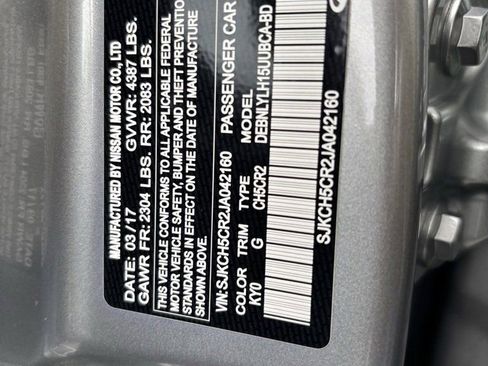 MANUFACTURED BY NISSAN MOTOR CO., LTD
DATE: 03/17 GVWR: 4387 LBS.
GAWR FR: 2304 LBS. RR: 2083 LBS.
THIS VEHICLE CONFORMS TO ALL APPLICABLE FEDERAL
MOTOR VEHICLE SAFETY, BUMPER AND THEFT PREVENTION
STANDARDS IN EFFECT ON THE DATE OF MANUFACTURE
SHOWN ABOVE.
VIN: SJKCH5CR2JA042160 PASSENGER CAR
COLOR TRIM TYPE DEBNLYLH15UUBCA-BD
KY0 G CH5CR2
SJKCH5CR2JA042160